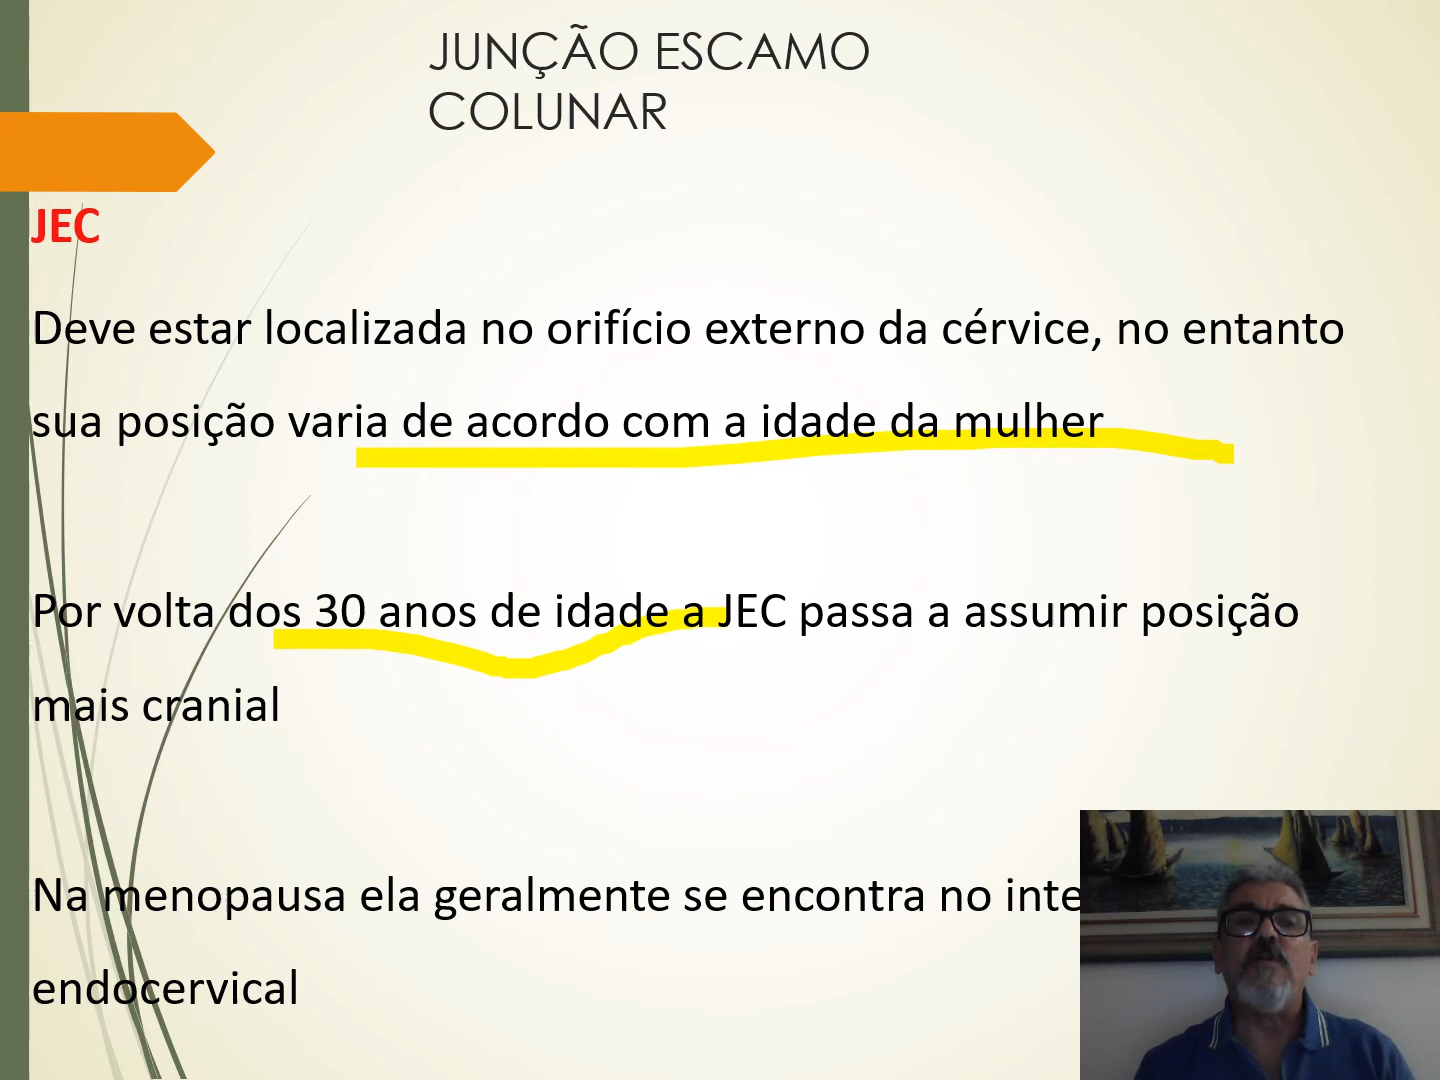 JUNÇÃO ESCAMO
COLUNAR
JEC
Deve estar localizada no orifício externo da cérvice, no entanto
sua posição varia de acordo com a idade da mulher
Por volta dos 30 anos de idade a JEC passa a assumir posição
mais cranial
Na menopausa ela geralmente se encontra no
endocervical